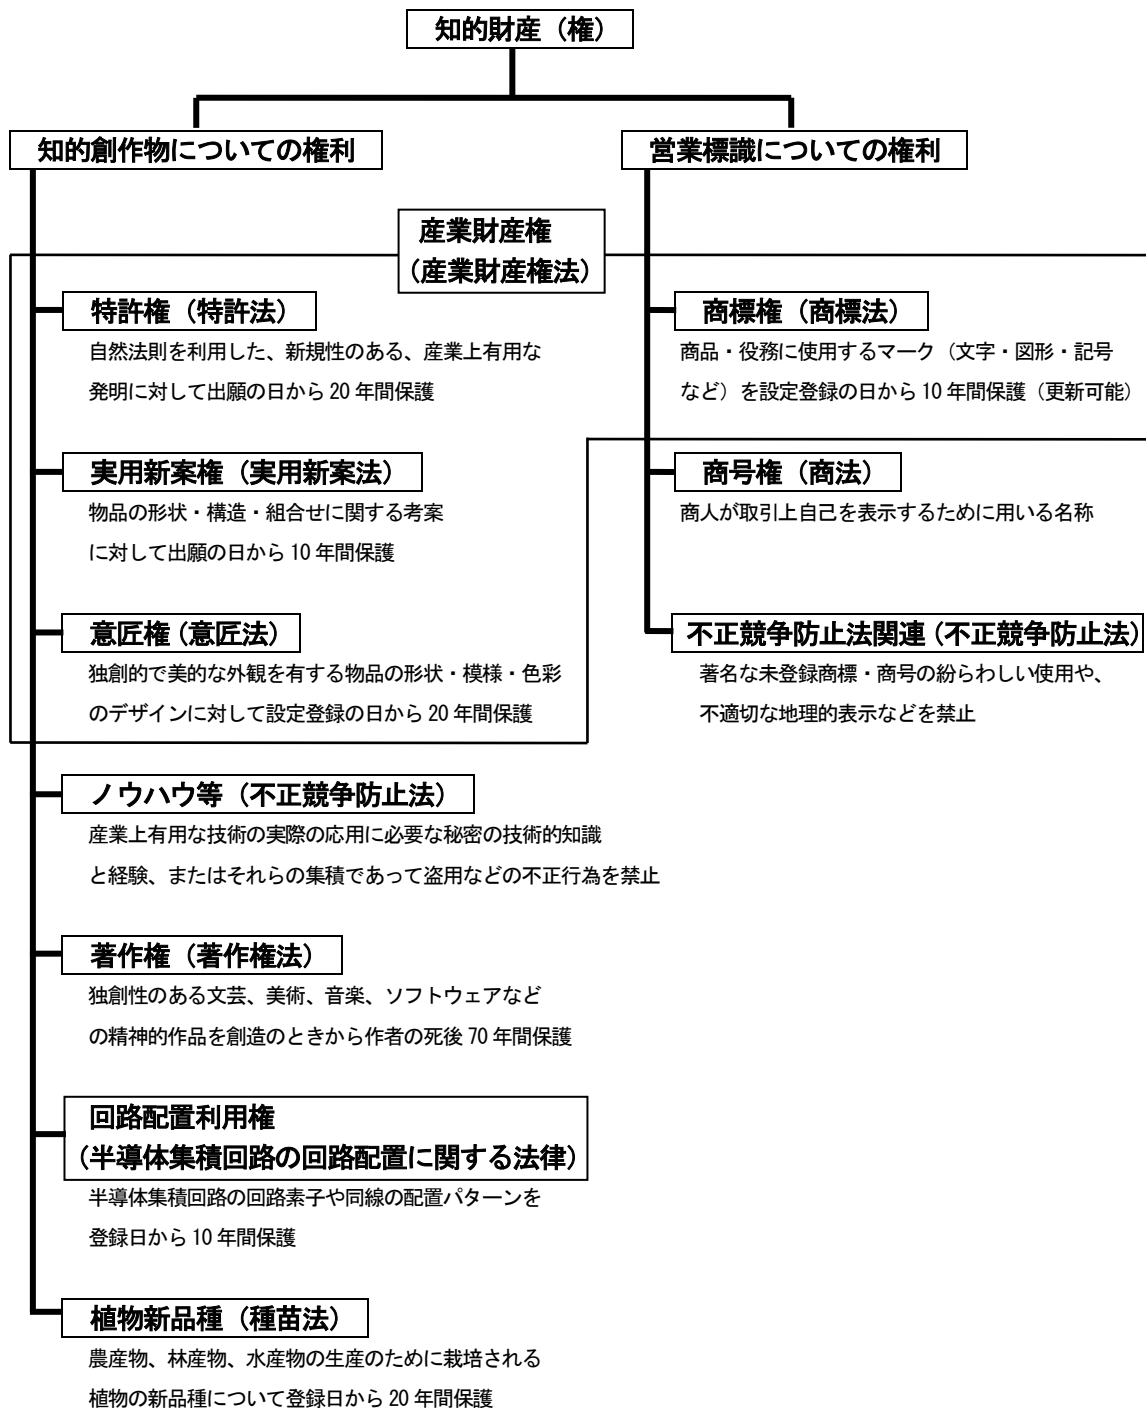 知的財産（権）
知的創作物についての権利
営業標識についての権利
産業財産権
（産業財産権法）
特許権（特許法）
自然法則を利用した、新規性のある、産業上有用な
発明に対して出願の日から 20 年間保護
商標権（商標法）
商品・役務に使用するマーク（文字・図形・記号
など）を設定登録の日から 10 年間保護（更新可能）
実用新案権（実用新案法）
物品の形状・構造・組合せに関する考案
に対して出願の日から 10 年間保護
商号権（商法）
商人が取引上自己を表示するために用いる名称
意匠権（意匠法）
独創的で美的な外観を有する物品の形状・模様・色彩
のデザインに対して設定登録の日から 20 年間保護
不正競争防止法関連（不正競争防止法）
著名な未登録商標・商号の紛らわしい使用や、
不適切な地理的表示などを禁止
ノウハウ等（不正競争防止法）
産業上有用な技術の実際の応用に必要な秘密の技術的知識
と経験、またはそれらの集積であって盗用などの不正行為を禁止
著作権（著作権法）
独創性のある文芸、美術、音楽、ソフトウェアなど
の精神的作品を創造のときから作者の死後 70 年間保護
回路配置利用権
（半導体集積回路の回路配置に関する法律）
半導体集積回路の回路素子や同線の配置パターンを
登録日から 10 年間保護
植物新品種（種苗法）
農産物、林産物、水産物の生産のために栽培される
植物の新品種について登録日から 20 年間保護